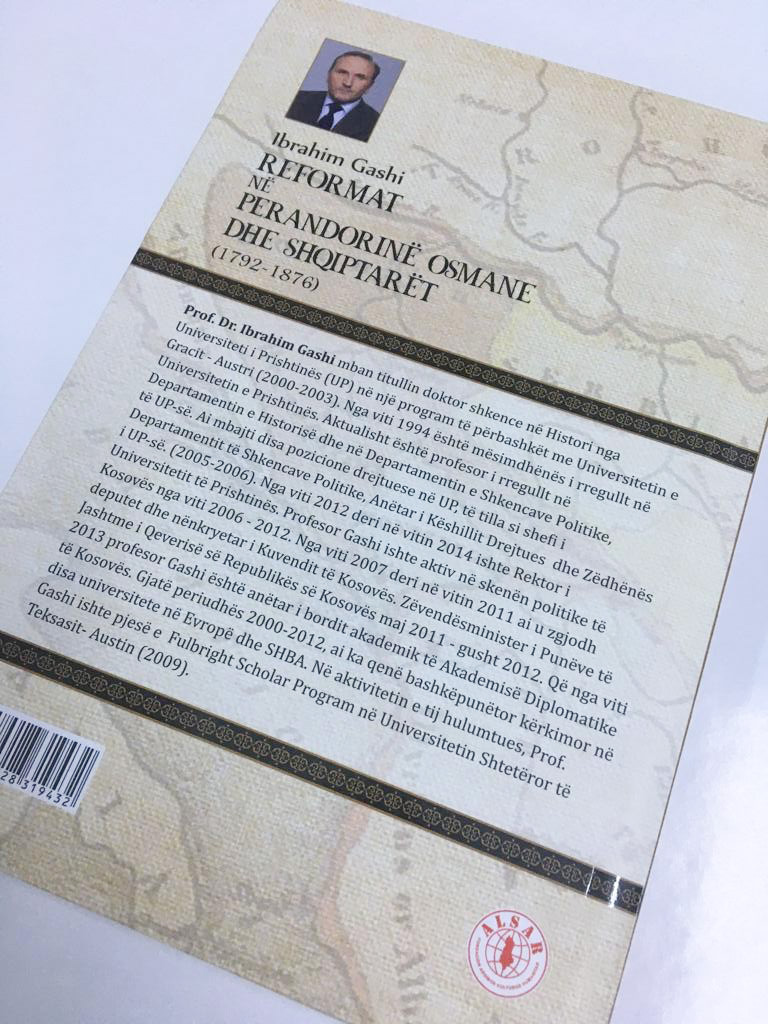 Ibrahim Gashi
REFORMAT
NË
PERANDORINË OSMANE
DHE SHQIPTARËT
(1792-1876)
Prof. Dr. Ibrahim Gashi mban titullin doktor shkence në Histori nga
Universiteti i Prishtinës (UP) në një program të përbashkët me Universitetin e
Gracit - Austri (2000-2003). Nga viti 1994 është mësimdhënës i rregullt në
Universitetin e Prishtinës. Aktualisht është profesor i rregullt në
Departamentin e Historisë dhe në Departamentin e Shkencave Politike,
të UP-së. Ai mbajti disa pozicione drejtuese në UP, të tilla si shefi i
Departamentit të Shkencave Politike, Anëtar i Këshillit Drejtues dhe Zëdhënës
i UP-së. (2005-2006). Nga viti 2012 deri në vitin 2014 ishte Rektor i
Universitetit të Prishtinës. Profesor Gashi ishte aktiv në skenën politike të
Kosovës nga viti 2006 - 2012. Nga viti 2007 deri në vitin 2011 ai u zgjodh
deputet dhe nënkryetar i Kuvendit të Kosovës. Zëvendësminister i Punëve të
Jashtme i Qeverisë së Republikës së Kosovës maj 2011 - gusht 2012. Që nga viti
2013 profesor Gashi është anëtar i bordit akademik të Akademisë Diplomatike
të Kosovës. Gjatë periudhës 2000-2012, ai ka qenë bashkëpunëtor kërkimor në
disa universitete në Evropë dhe SHBA. Në aktivitetin e tij hulumtues, Prof.
Gashi ishte pjesë e Fulbright Scholar Program në Universitetin Shtetëror të
Teksasit- Austin (2009).
28 319432
ALSAR